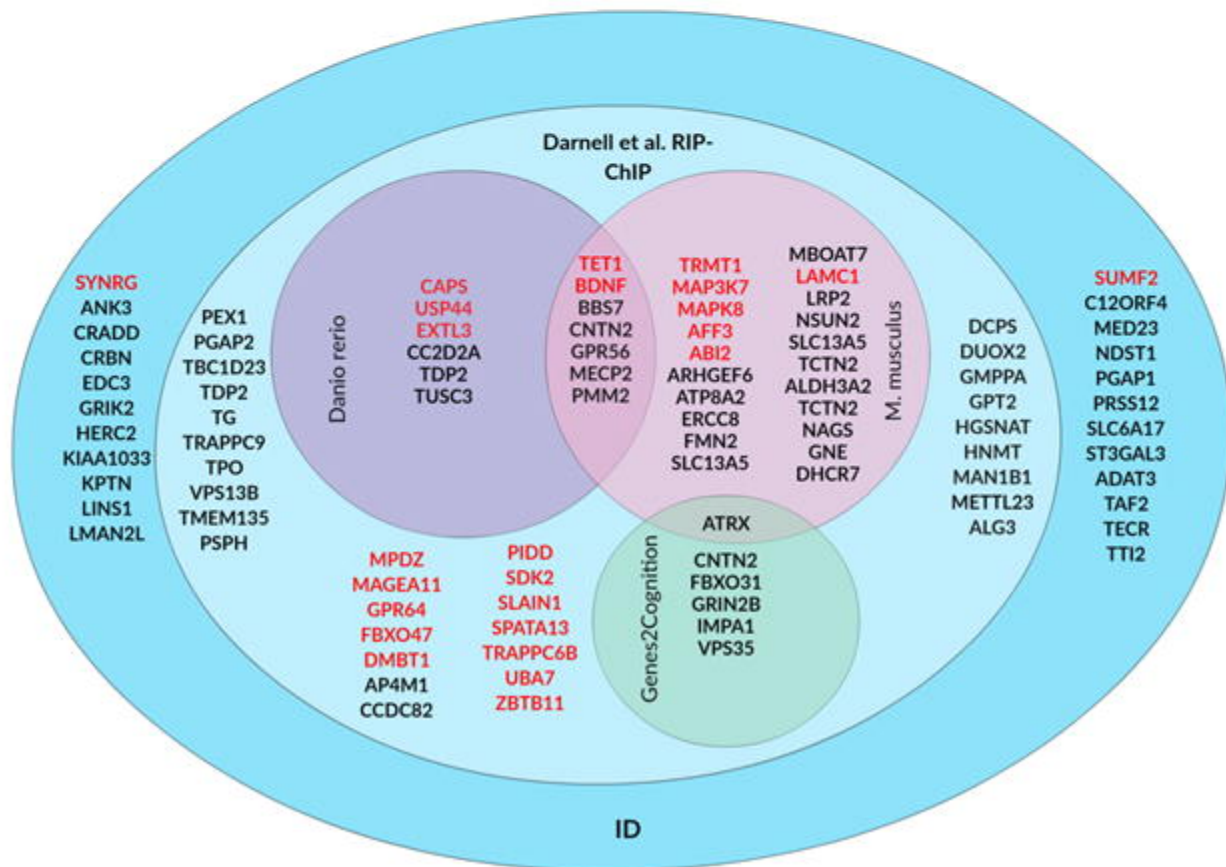 Darnell et al. RIP-
ChIP
SYNRG
ANK3
CRADD
CRBN
EDC3
GRIK2
HERC2
KIAA1033
KPTN
LINS1
LMAN2L
PEX1
PGAP2
TBC1D23
TDP2
TG
TRAPPC9
TPO
VPS13B
TMEM135
PSPH
Danio rerio
CAPS
USP44
EXTL3
CC2D2A
TDP2
TUSC3
TET1
BDNF
BBS7
CNTN2
GPR56
MECP2
PMM2
TRMT1
MAP3K7
MAPK8
AFF3
ABI2
ARHGEF6
ATP8A2
ERCC8
FMN2
SLC13A5
MBOAT7
LAMC1
LRP2
NSUN2
SLC13A5
TCTN2
ALDH3A2
TCTN2
NAGS
GNE
DHCR7
M. musculus
DCPS
DUOX2
GMPPA
GPT2
HGSNAT
HNMT
MAN1B1
METTL23
ALG3
SUMF2
C12ORF4
MED23
NDST1
PGAP1
PRSS12
SLC6A17
ST3GAL3
ADAT3
TAF2
TECR
TTI2
MPDZ
MAGEA11
GPR64
FBXO47
DMBT1
AP4M1
CCDC82
PIDD
SDK2
SLAIN1
SPATA13
TRAPPC6B
UBA7
ZBTB11
Genes2Cognition
ATRX
CNTN2
FBXO31
GRIN2B
IMPA1
VPS35
ID